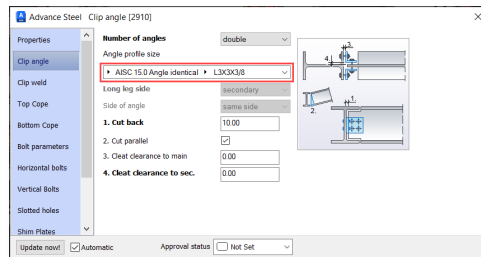 Advance Steel Clip angle [2910]
Properties
Clip angle
Clip weld
Top Cope
Bottom Cope
Bolt parameters
Horizontal bolts
Vertical Bolts
Slotted holes
Shim Plates
Number of angles double
Angle profile size
AISC 15.0 Angle identical L3X3X3/8
Long leg side secondary
Side of angle same side
1. Cut back 10.00
2. Cut parallel
3. Cleat clearance to main 0.00
4. Cleat clearance to sec. 0.00
3.
4.
2.
1.
Update now! Automatic Approval status Not Set